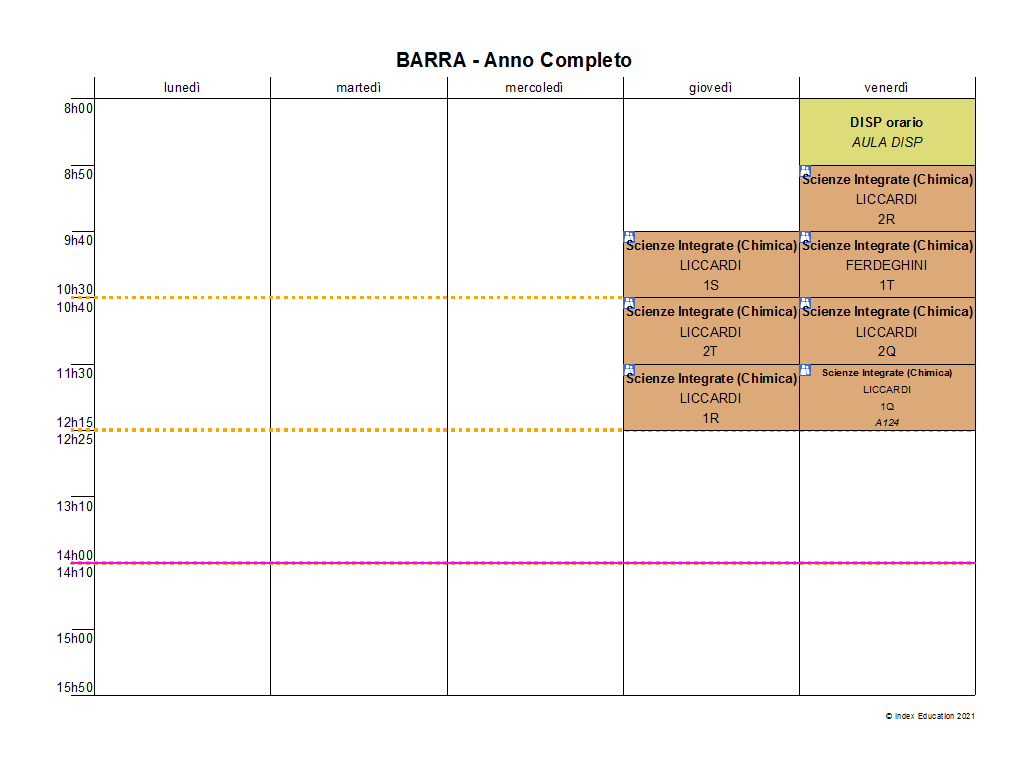 BARRA - Anno Completo
lunedì martedì mercoledì giovedì venerdì
8h00
DISP orario
AULA DISP
8h50
Scienze Integrate (Chimica)
LICCARDI
2R
9h40
Scienze Integrate (Chimica) Scienze Integrate (Chimica)
LICCARDI FERDEGHINI
1S 1T
10h30
10h40
Scienze Integrate (Chimica) Scienze Integrate (Chimica)
LICCARDI LICCARDI
2T 2Q
11h30
Scienze Integrate (Chimica) Scienze Integrate (Chimica)
LICCARDI LICCARDI
1R 1Q
A124
12h15
12h25
13h10
14h00
14h10
15h00
15h50
© Index Education 2021